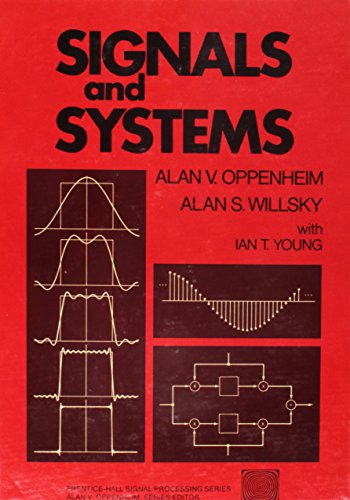 SIGNALS
and
SYSTEMS
ALAN V. OPPENHEIM
ALAN S. WILLSKY
with
IAN T. YOUNG
PRENTICE-HALL SIGNAL PROCESSING SERIES
ALAN V. OPPENHEIM, SERIES EDITOR